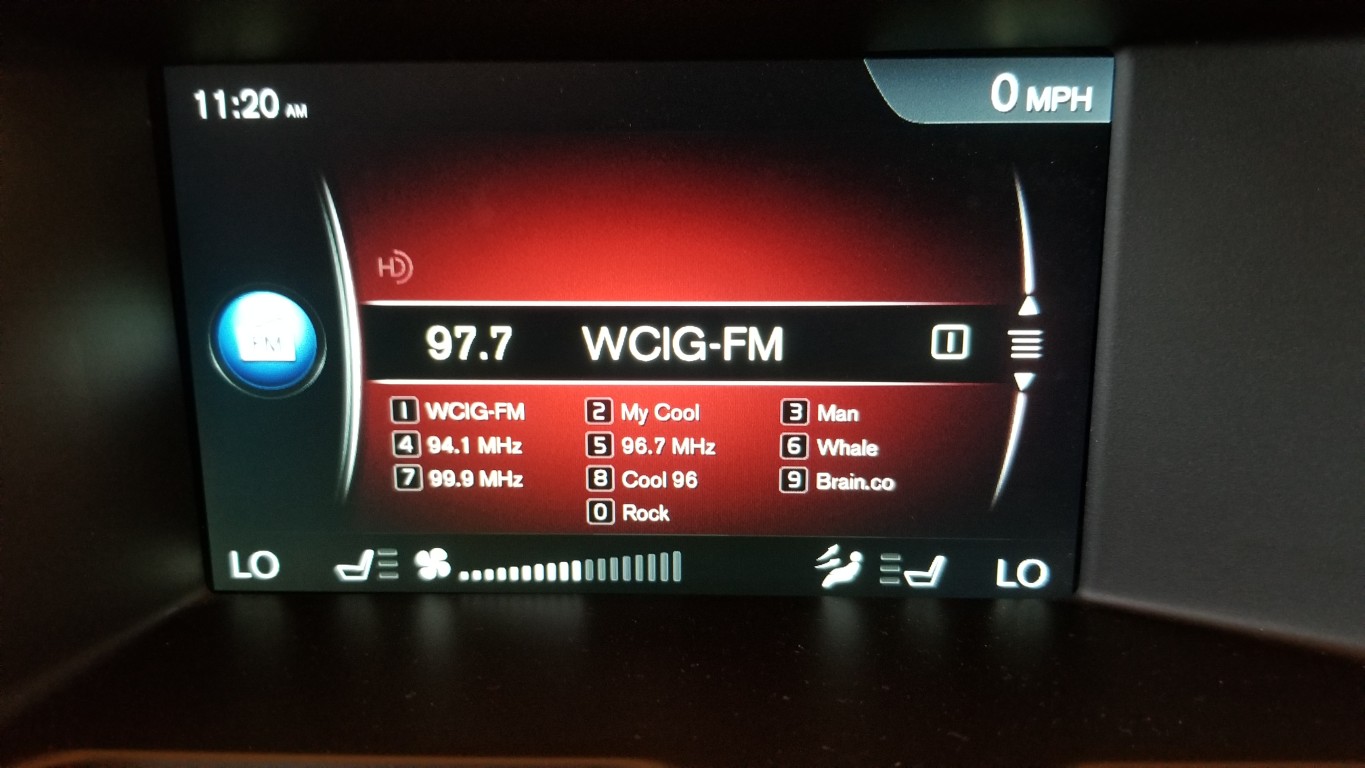 11:20 AM 0 MPH
HD
97.7 WCIG-FM 1
FM
1 WCIG-FM 2 My Cool 3 Man
4 94.1 MHz 5 96.7 MHz 6 Whale
7 99.9 MHz 8 Cool 96 9 Brain.co
0 Rock
LO LO